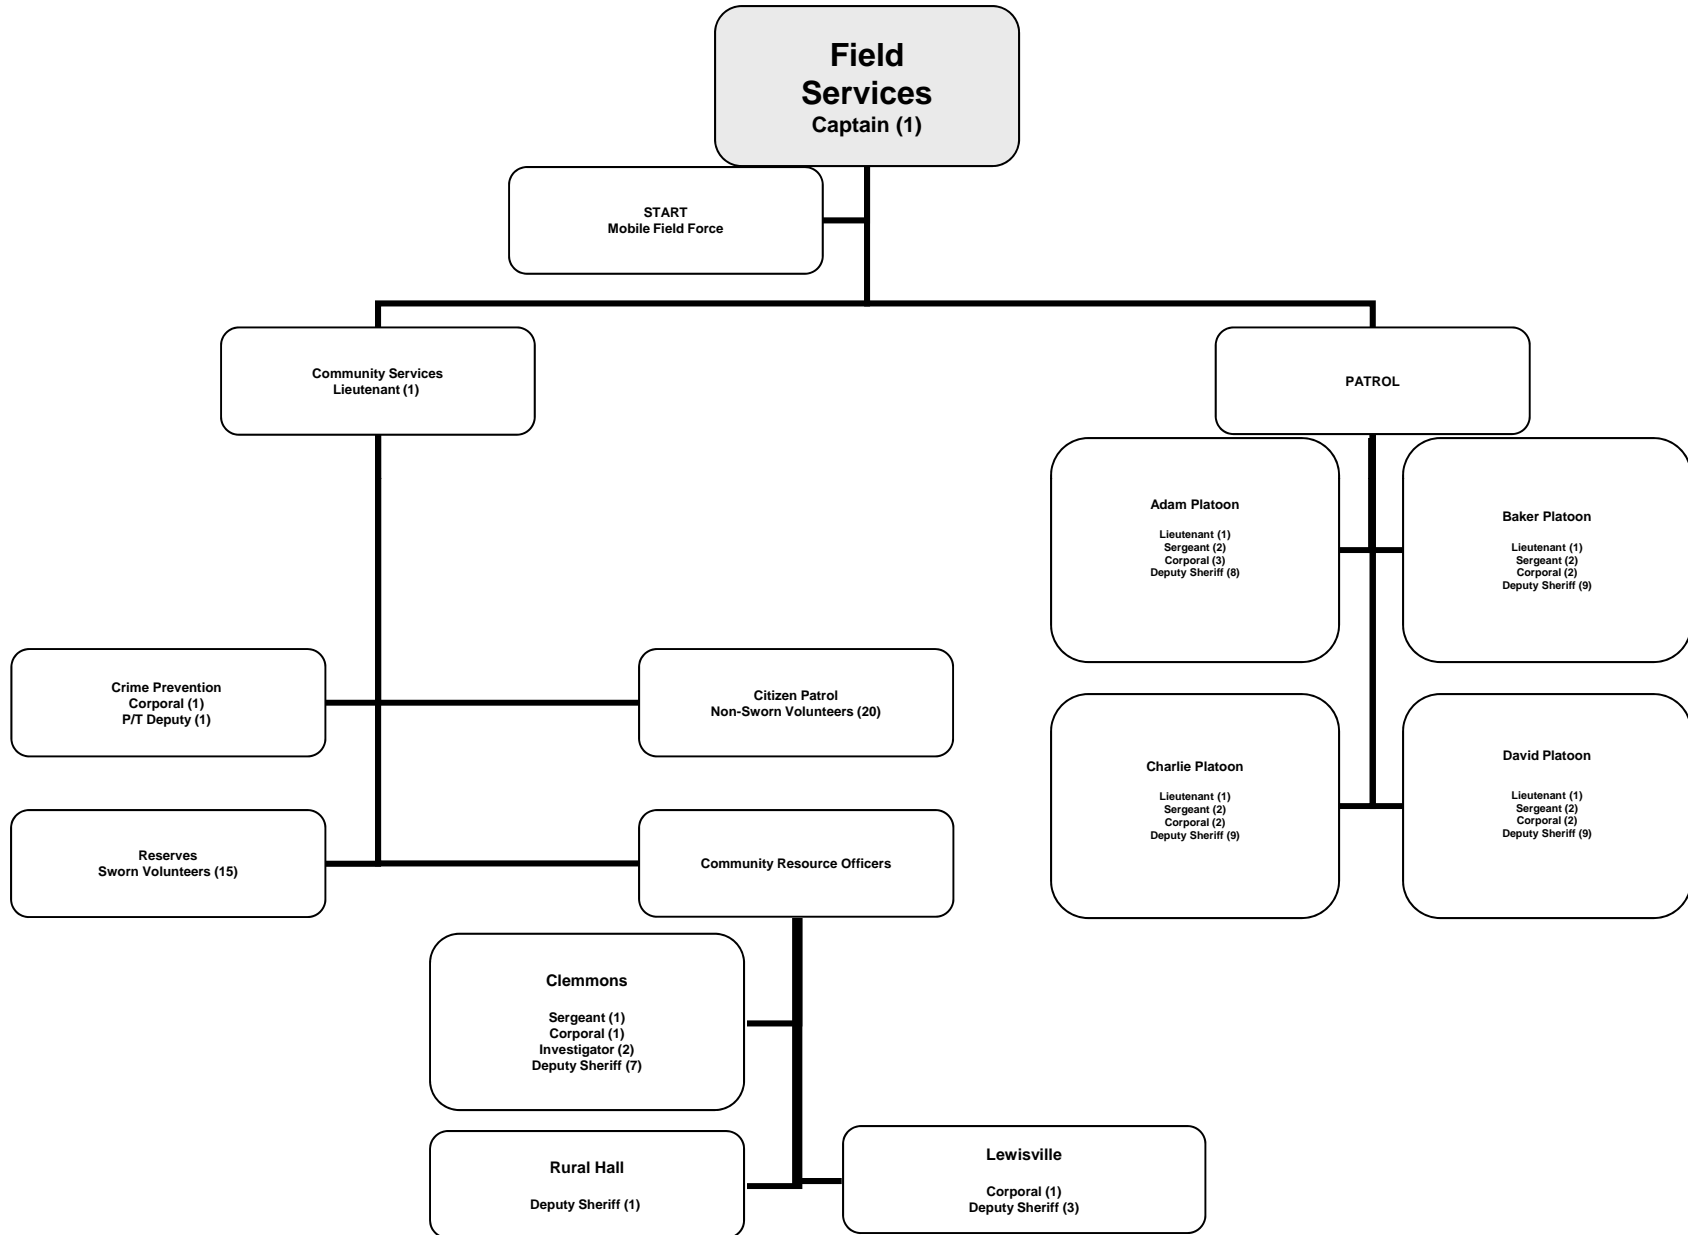 Field
Services
Captain (1)
START
Mobile Field Force
Community Services
Lieutenant (1)
PATROL
Adam Platoon
Lieutenant (1)
Sergeant (2)
Corporal (3)
Deputy Sheriff (8)
Baker Platoon
Lieutenant (1)
Sergeant (2)
Corporal (2)
Deputy Sheriff (9)
Crime Prevention
Corporal (1)
P/T Deputy (1)
Citizen Patrol
Non-Sworn Volunteers (20)
Charlie Platoon
Lieutenant (1)
Sergeant (2)
Corporal (2)
Deputy Sheriff (9)
David Platoon
Lieutenant (1)
Sergeant (2)
Corporal (2)
Deputy Sheriff (9)
Reserves
Sworn Volunteers (15)
Community Resource Officers
Clemmons
Sergeant (1)
Corporal (1)
Investigator (2)
Deputy Sheriff (7)
Rural Hall
Deputy Sheriff (1)
Lewisville
Corporal (1)
Deputy Sheriff (3)